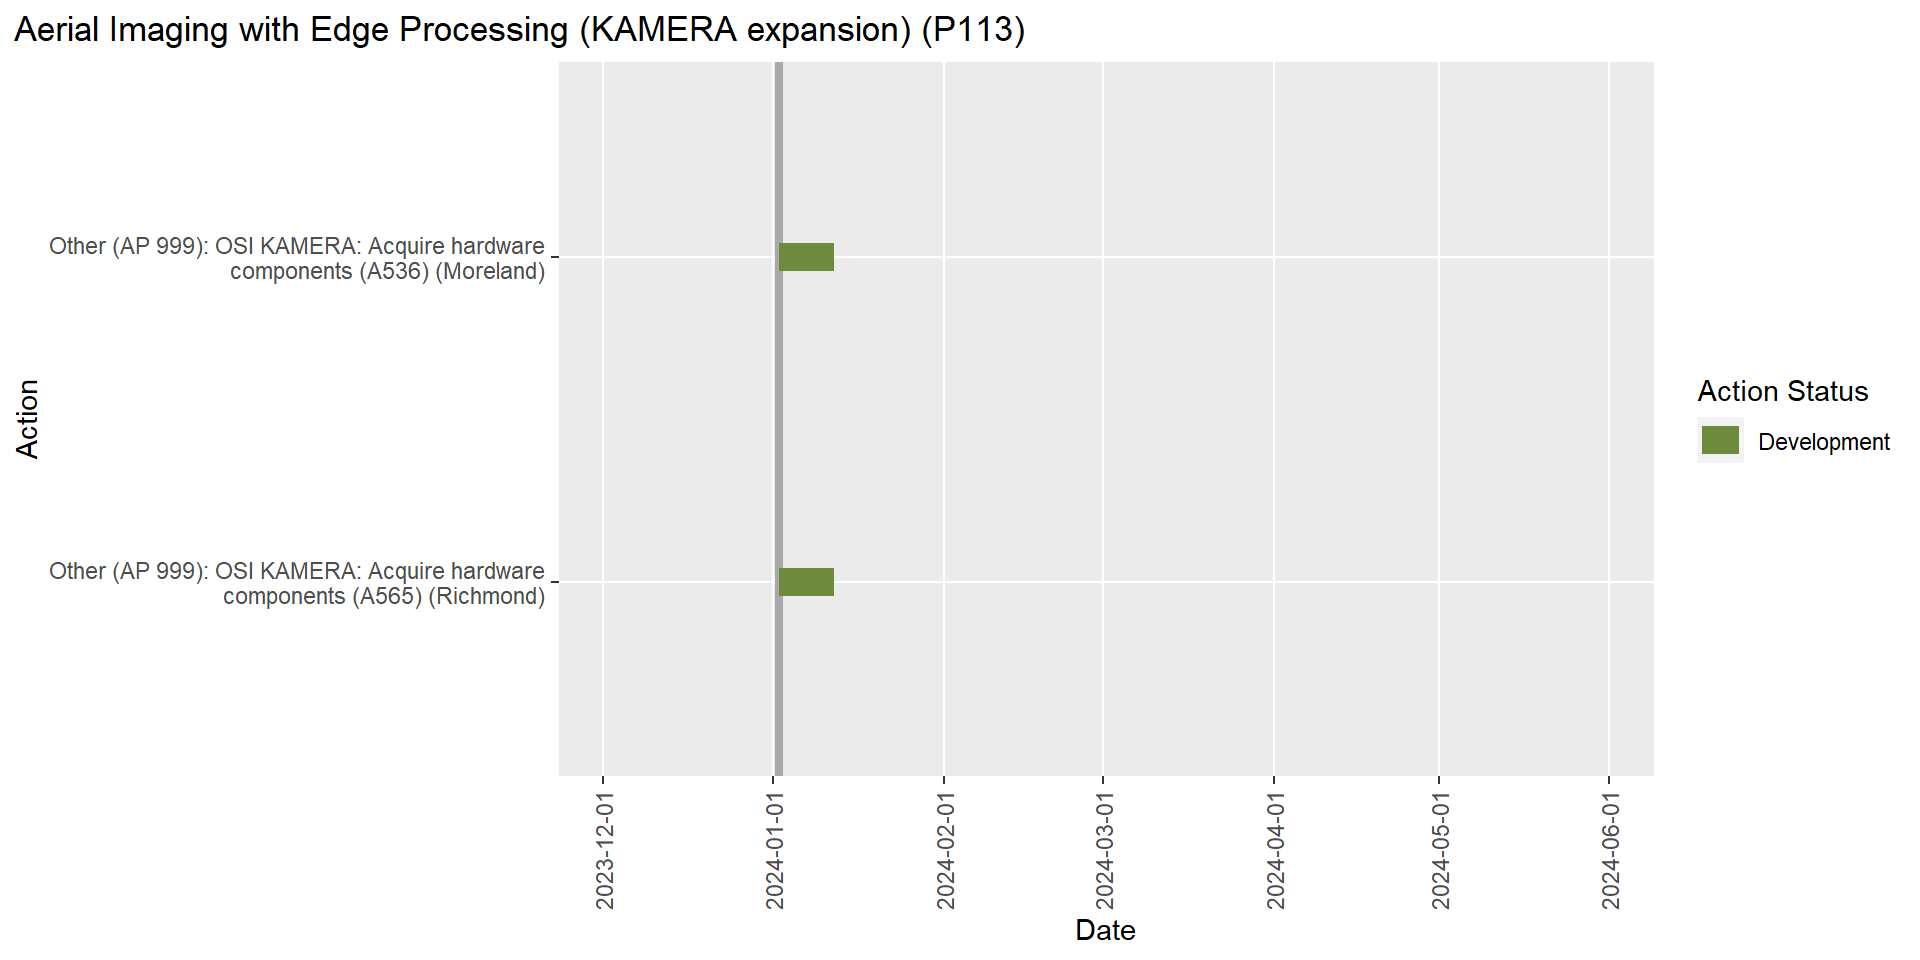 Aerial Imaging with Edge Processing (KAMERA expansion) (P113)
Action
Other (AP 999): OSI KAMERA: Acquire hardware
components (A536) (Moreland)
Other (AP 999): OSI KAMERA: Acquire hardware
components (A565) (Richmond)
2023-12-01
2024-01-01
2024-02-01
2024-03-01
2024-04-01
2024-05-01
2024-06-01
Date
Action Status
Development